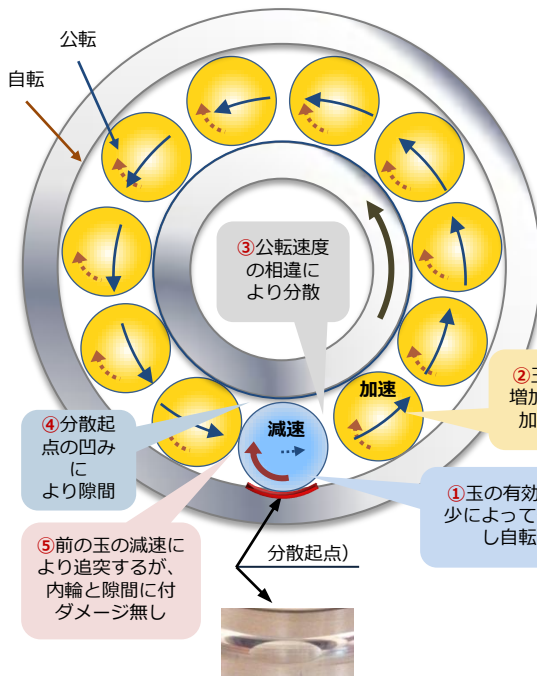 公転
自転
③公転速度
の相違に
より分散
加速
減速
②玉
増加
加
④分散起
点の凹み
に
より隙間
①玉の有効
少によって
し自転
⑤前の玉の減速に
より追突するが、
内輪と隙間に付
ダメージ無し
分散起点）